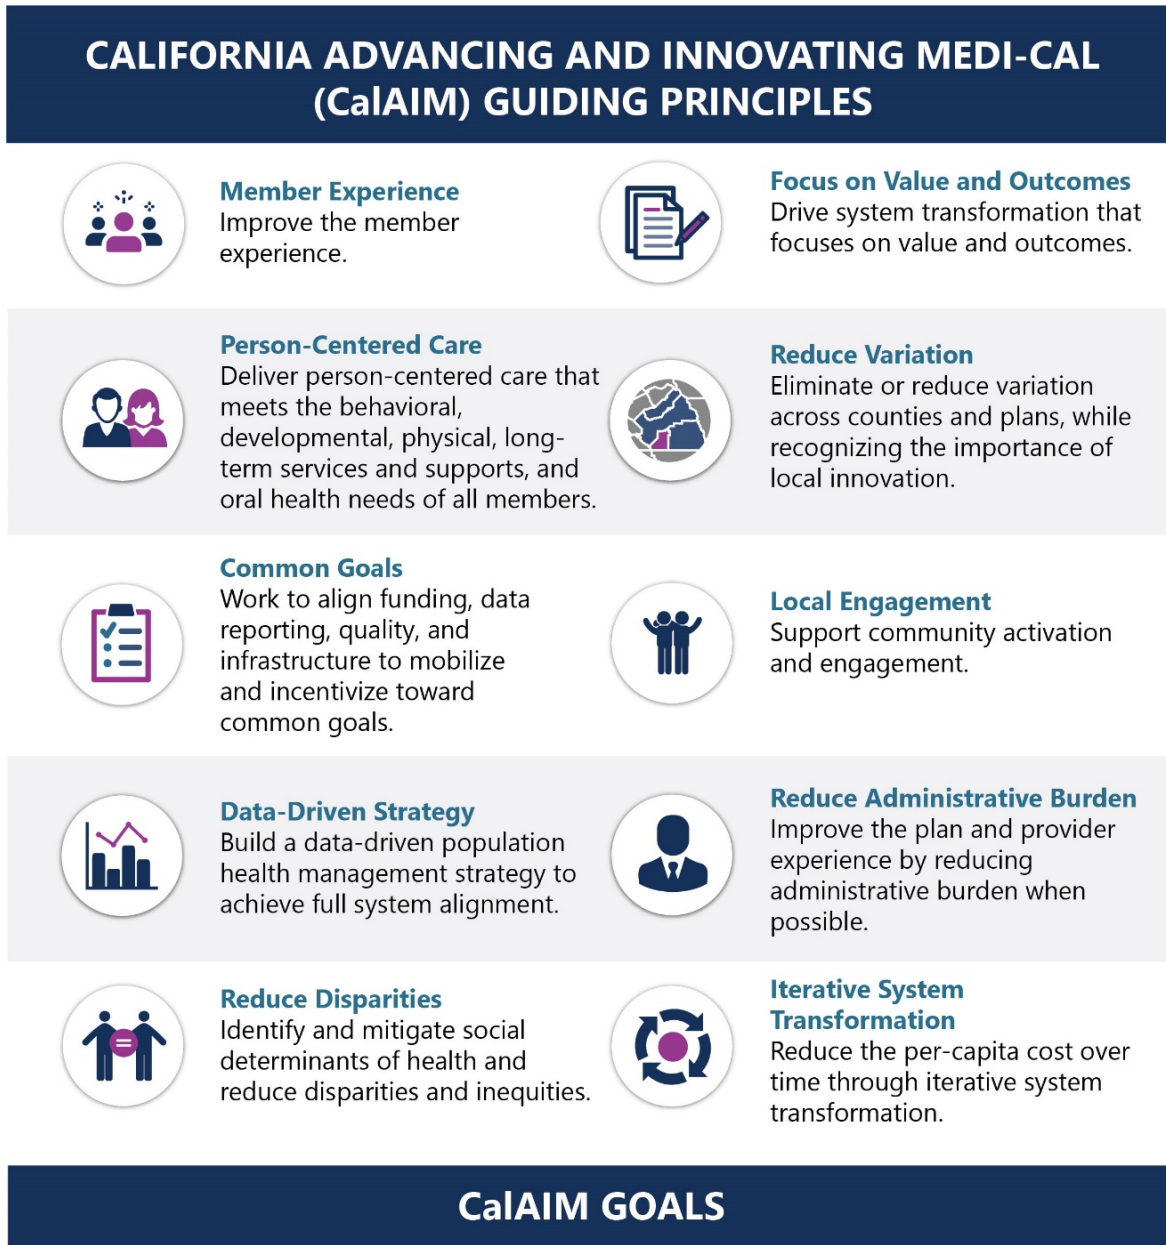 CALIFORNIA ADVANCING AND INNOVATING MEDI-CAL
(CalAIM) GUIDING PRINCIPLES
Member Experience
Improve the member
experience.
Focus on Value and Outcomes
Drive system transformation that
focuses on value and outcomes.
Person-Centered Care
Deliver person-centered care that
meets the behavioral,
developmental, physical, long-
term services and supports, and
oral health needs of all members.
Reduce Variation
Eliminate or reduce variation
across counties and plans, while
recognizing the importance of
local innovation.
Common Goals
Work to align funding, data
reporting, quality, and
infrastructure to mobilize
and incentivize toward
common goals.
Local Engagement
Support community activation
and engagement.
Data-Driven Strategy
Build a data-driven population
health management strategy to
achieve full system alignment.
Reduce Administrative Burden
Improve the plan and provider
experience by reducing
administrative burden when
possible.
Reduce Disparities
Identify and mitigate social
determinants of health and
reduce disparities and inequities.
Iterative System
Transformation
Reduce the per-capita cost over
time through iterative system
transformation.
CalAIM GOALS